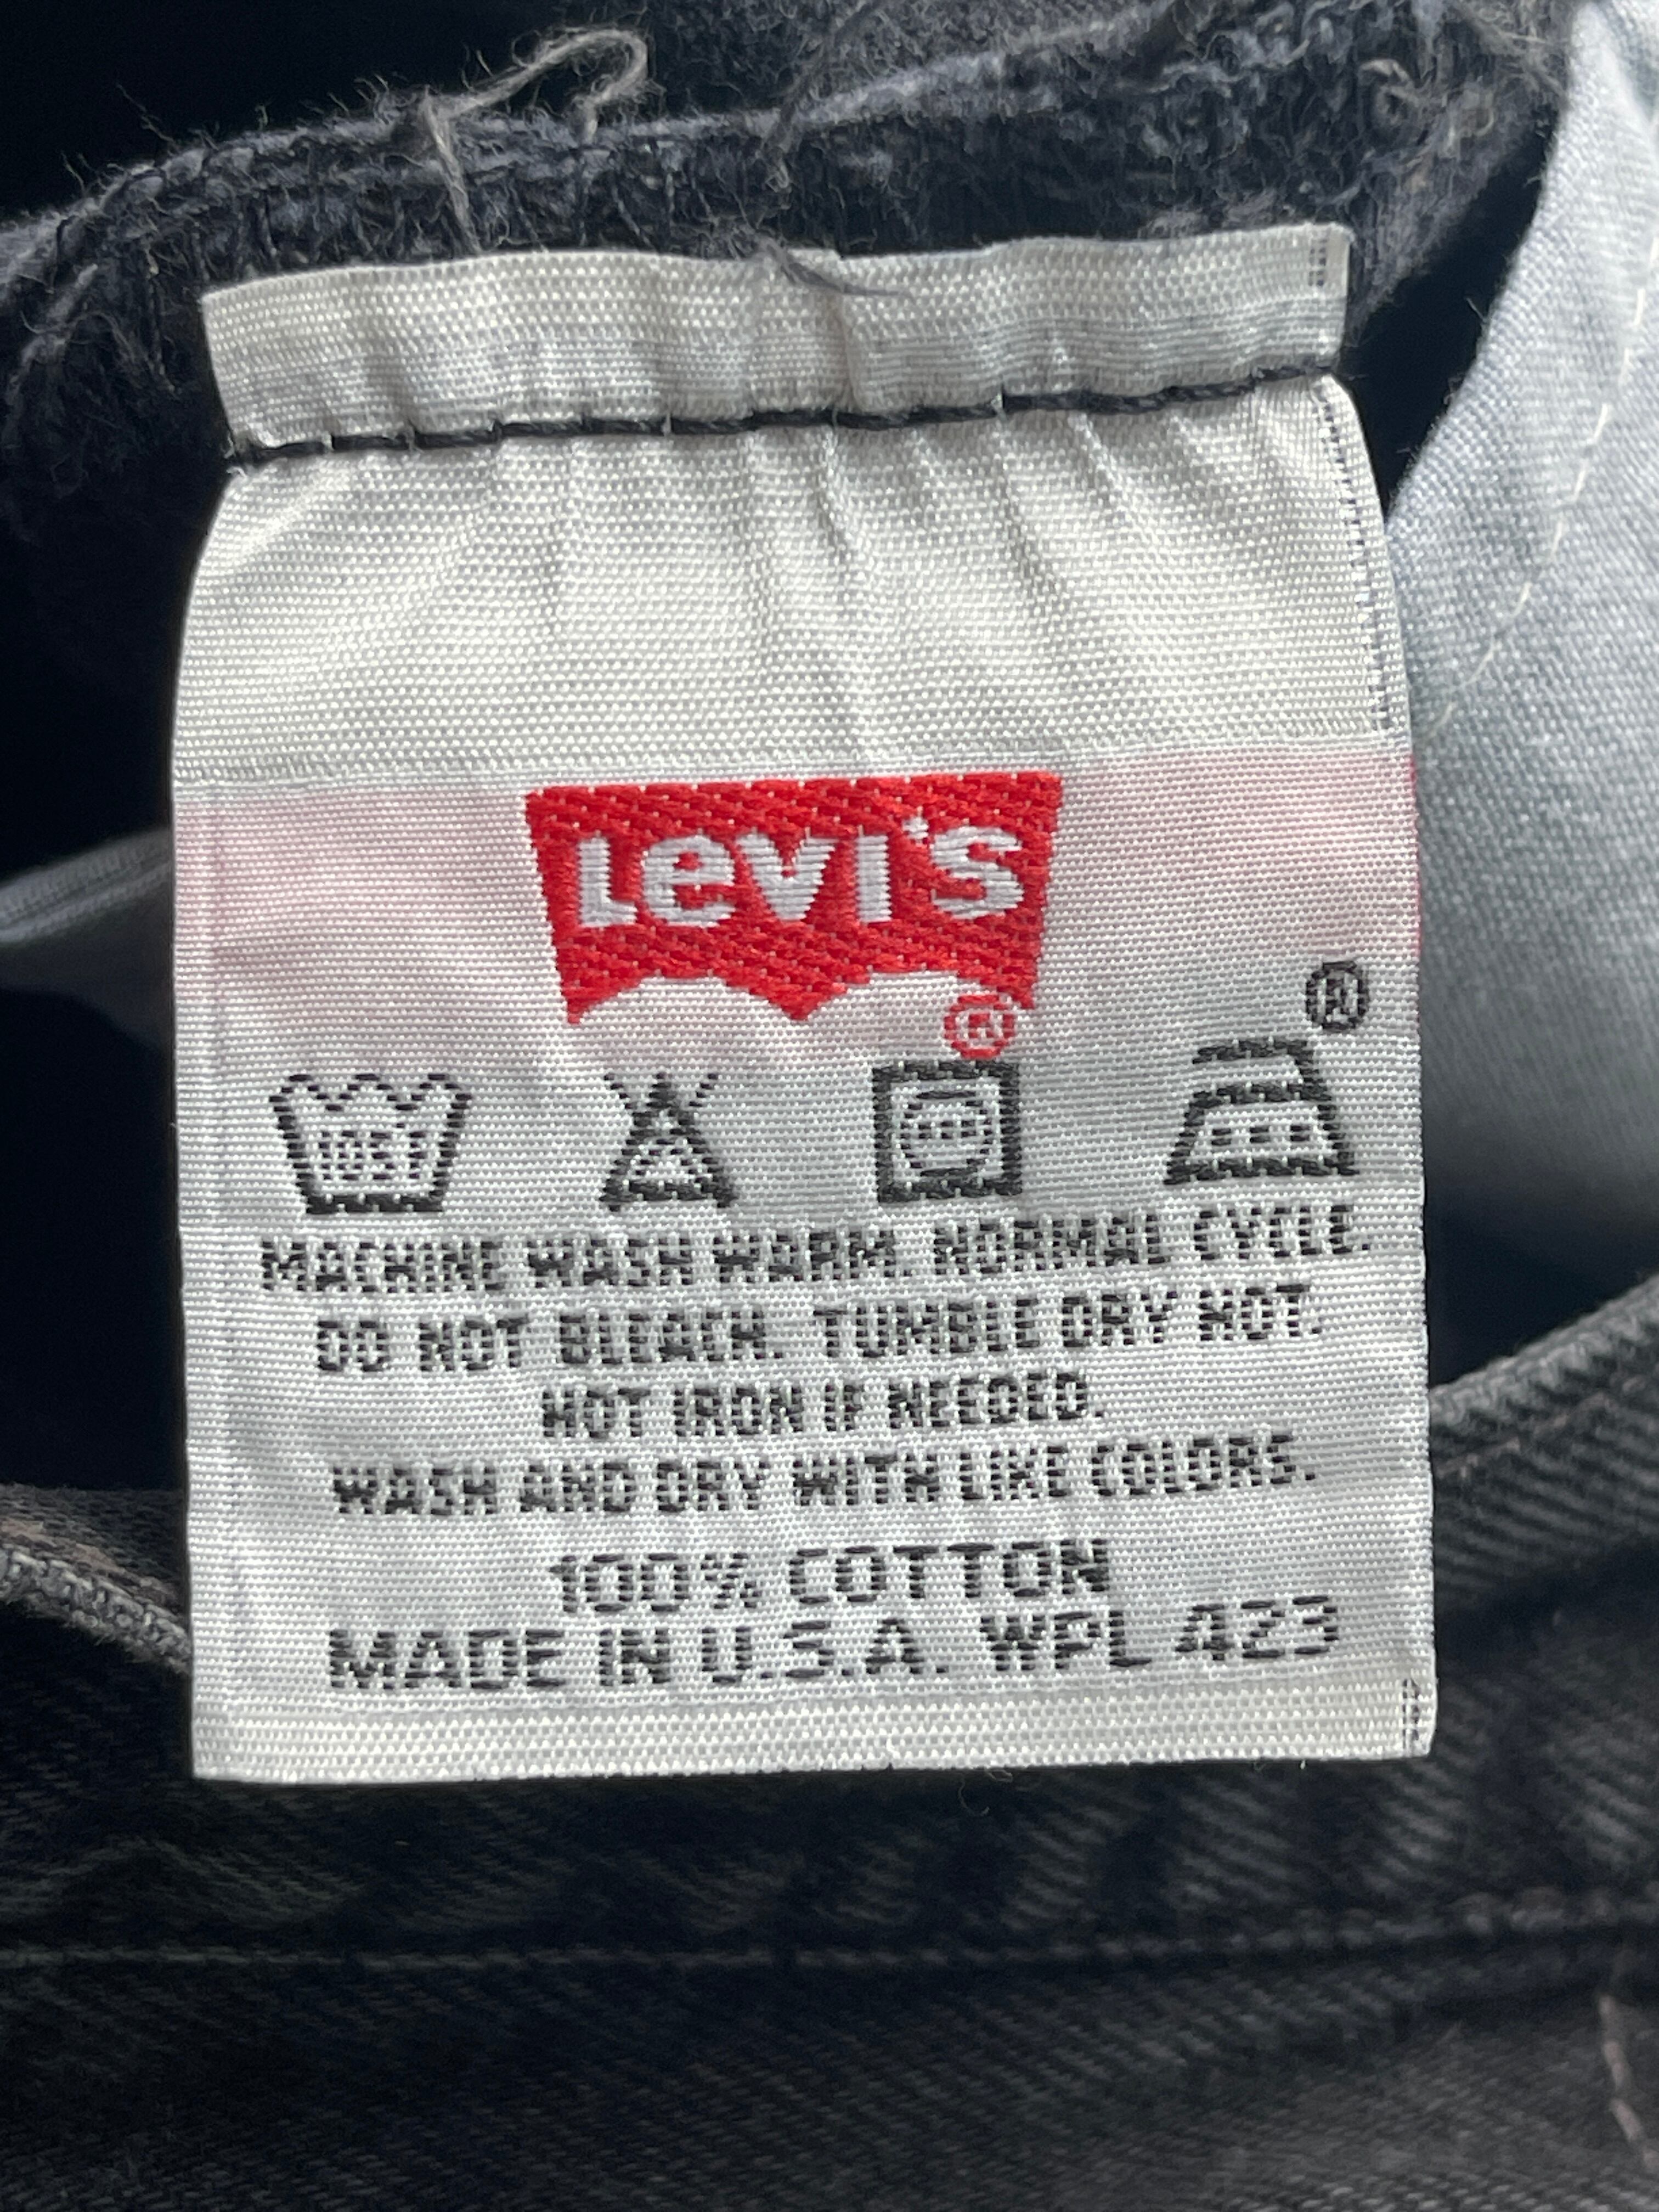 Levi's
®
®
105F
MACHINE WASH WARM. NORMAL CYCLE.
DO NOT BLEACH. TUMBLE DRY HOT.
HOT IRON IF NEEDED.
WASH AND DRY WITH LIKE COLORS.
100% COTTON
MADE IN U.S.A. WPL 423